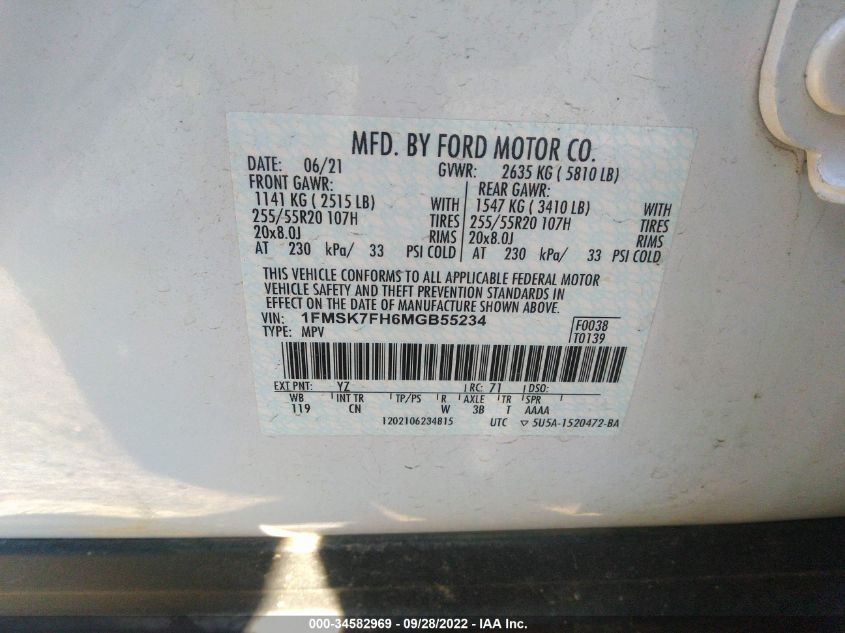 MFD. BY FORD MOTOR CO.
DATE: 06/21 GVWR: 2635 KG ( 5810 LB)
FRONT GAWR: REAR GAWR:
1141 KG ( 2515 LB) WITH 1547 KG ( 3410 LB) WITH
255/55R20 107H TIRES 255/55R20 107H TIRES
20x8.0J RIMS 20x8.0J RIMS
AT 230 kPa/ 33 PSI COLD AT 230 kPa/ 33 PSI COLD
THIS VEHICLE CONFORMS TO ALL APPLICABLE FEDERAL MOTOR
VEHICLE SAFETY AND THEFT PREVENTION STANDARDS IN
EFFECT ON THE DATE OF MANUFACTURE SHOWN ABOVE.
VIN: 1FMSK7FH6MGB55234 F0038
TYPE: MPV T0139
EXT PNT: YZ RC: 71 DSO:
WB INT TR TP/PS R AXLE TR SPR
119 CN W 3B T AAAA
1202106234815 UTC ▽ 5U5A-1520472-BA
000-34582969 - 09/28/2022 - IAA Inc.